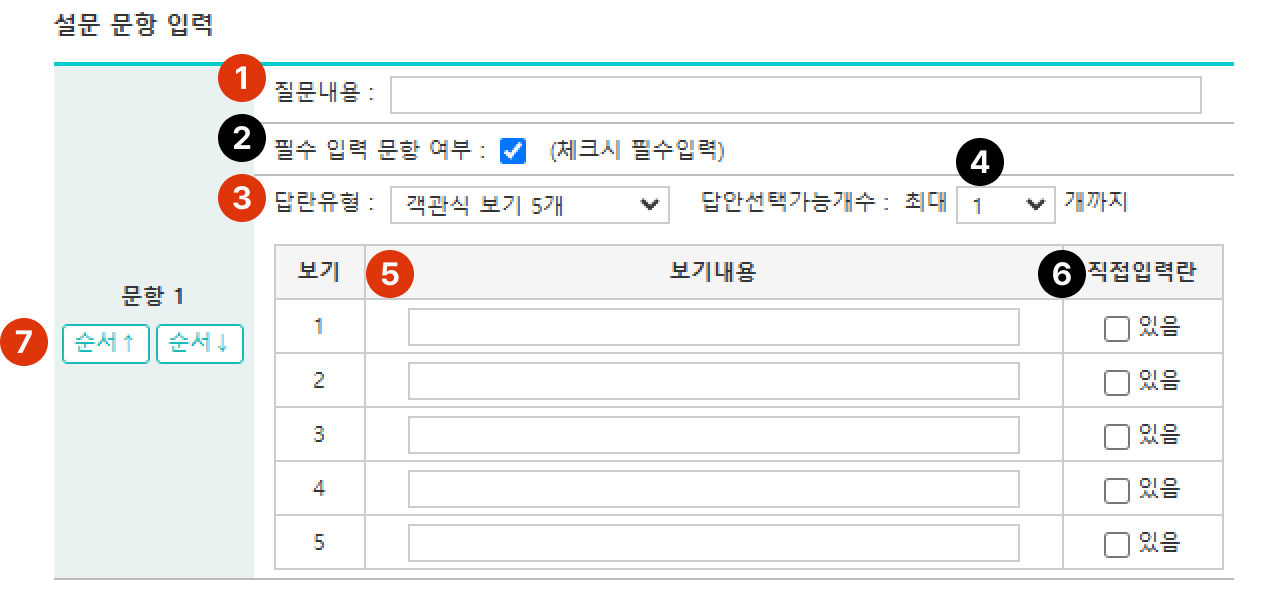 설문 문항 입력
1 질문내용 :
2 필수 입력 문항 여부 : (체크시 필수입력)
3 답란유형 : 객관식 보기 5개 답안선택가능개수 : 최대 4 1 개까지
보기 5 보기내용 6 직접입력란
문항 1
7 순서↑ 순서↓
1 있음
2 있음
3 있음
4 있음
5 있음